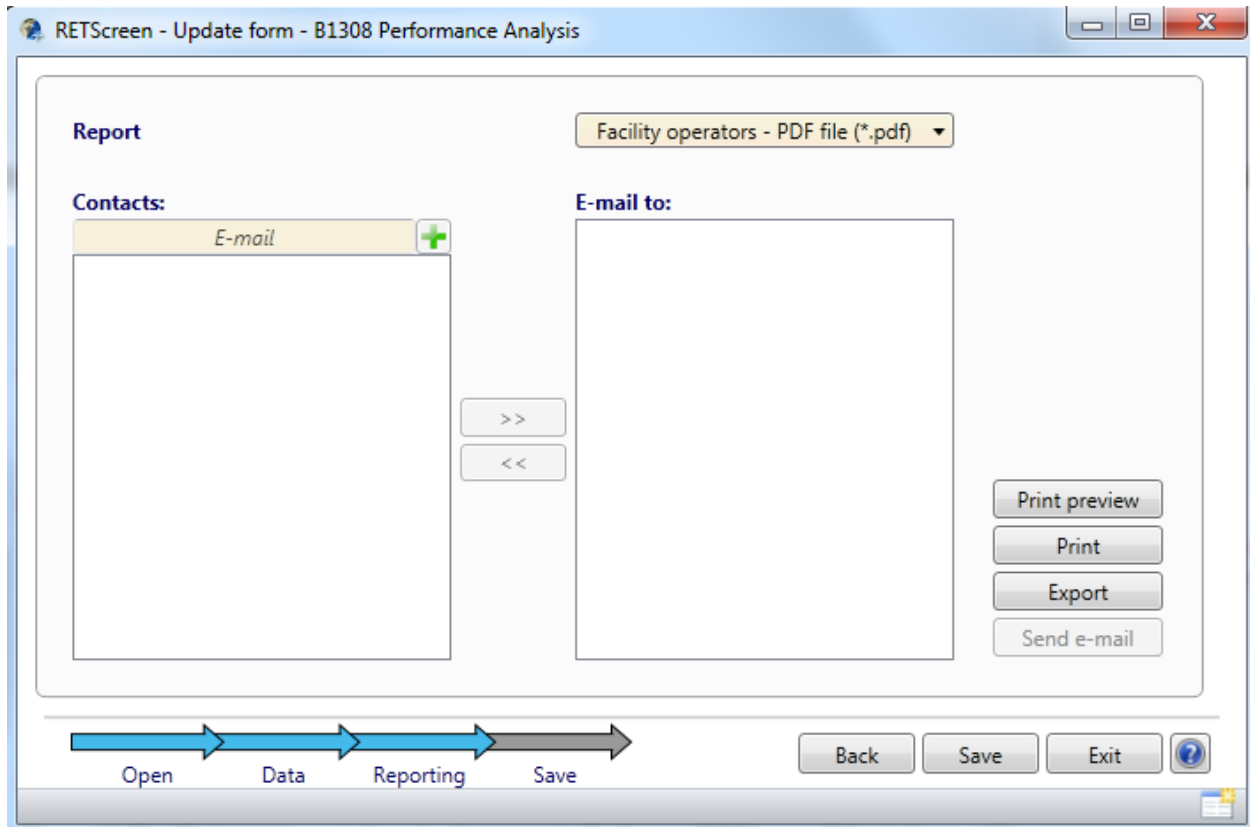 RETScreen - Update form - B1308 Performance Analysis
Report
Facility operators - PDF file (*.pdf)
Contacts:
E-mail to:
E-mail
>>
<<
Print preview
Print
Export
Send e-mail
Open
Data
Reporting
Save
Back
Save
Exit